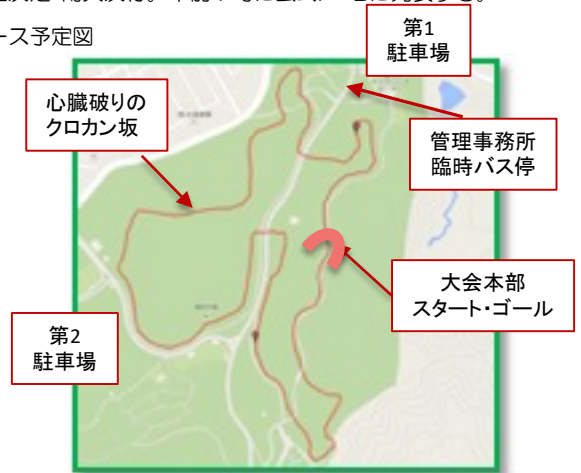 ース予定図
第1
駐車場
心臓破りの
クロカン坂
管理事務所
臨時バス停
大会本部
スタート・ゴール
第2
駐車場